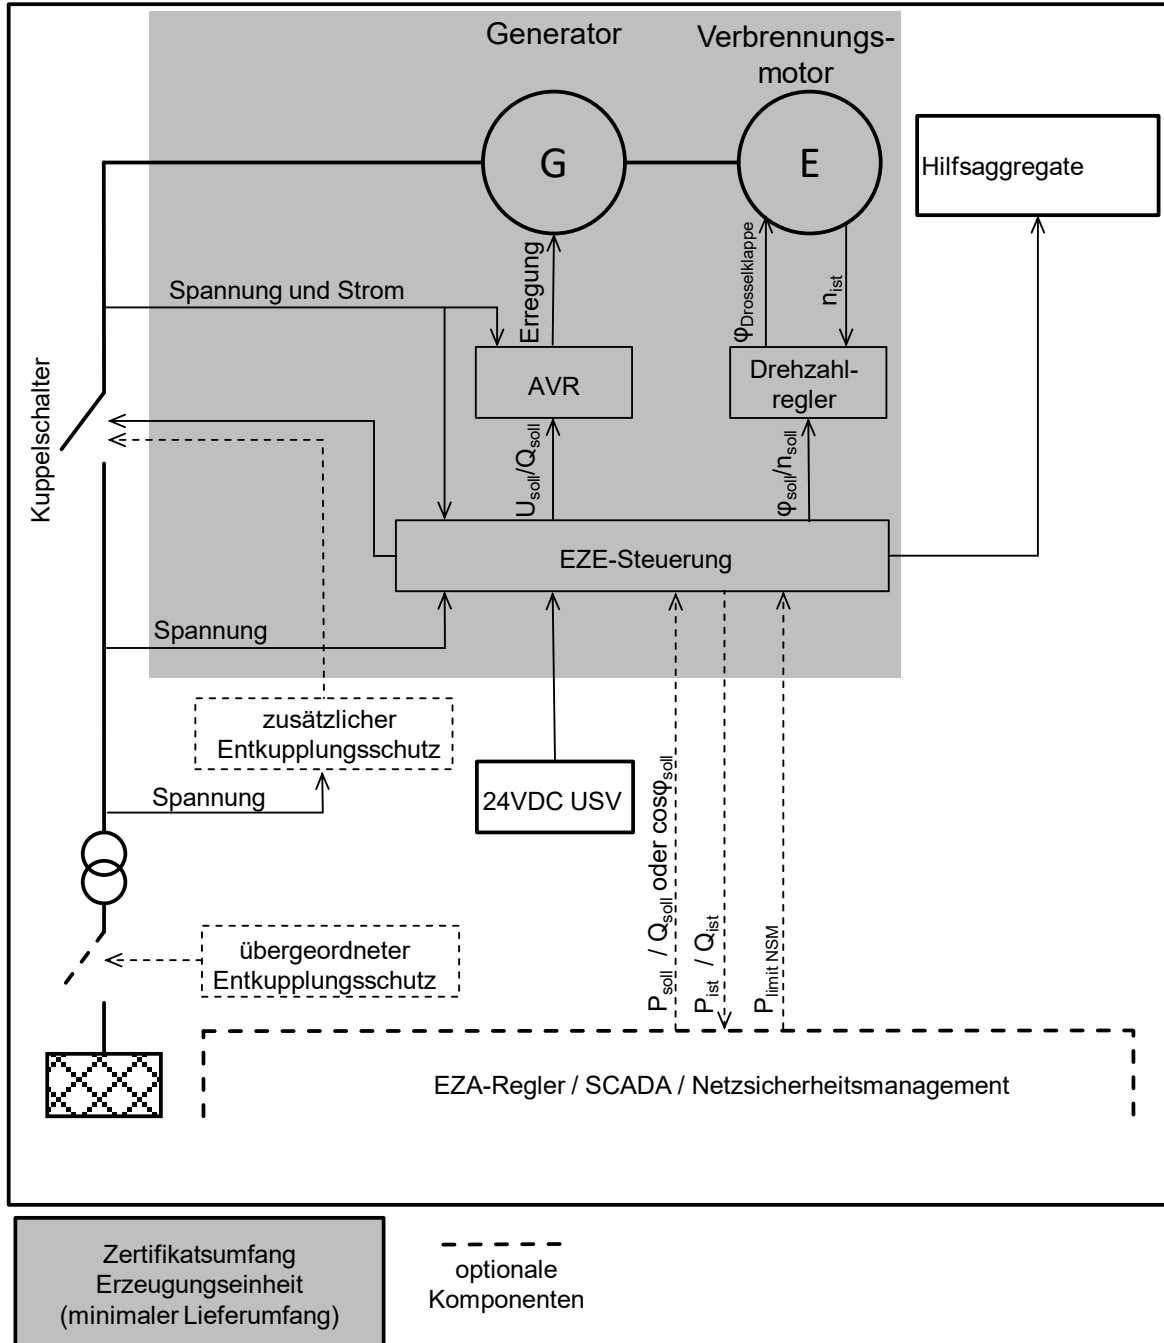 Generator
Verbrennungs-
motor
G
E
Hilfsaggregate
Spannung und Strom
Erregung
φDrosselklappe
nist
Kuppelschalter
AVR
Drehzahl-
regler
Usoll/Qsoll
φsoll/nsoll
EZE-Steuerung
Spannung
zusätzlicher
Entkupplungsschutz
Spannung
24VDC USV
Psoll / Qsoll oder cosφsoll
Pist / Qist
Plimit NSM
übergeordneter
Entkupplungsschutz
EZA-Regler / SCADA / Netzsicherheitsmanagement
Zertifikatsumfang
Erzeugungseinheit
(minimaler Lieferumfang)
optionale
Komponenten